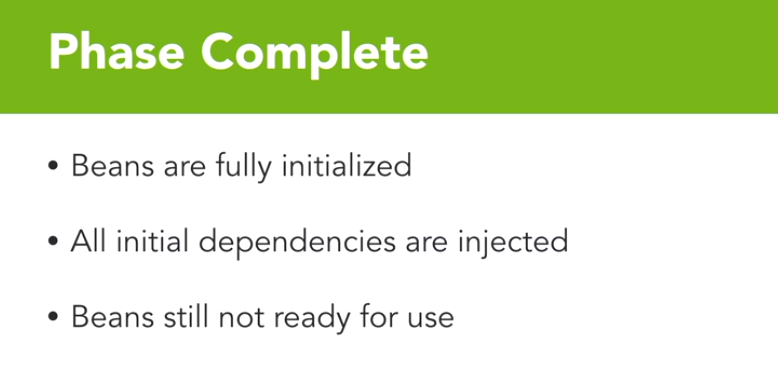 Phase Complete
• Beans are fully initialized
• All initial dependencies are injected
• Beans still not ready for use